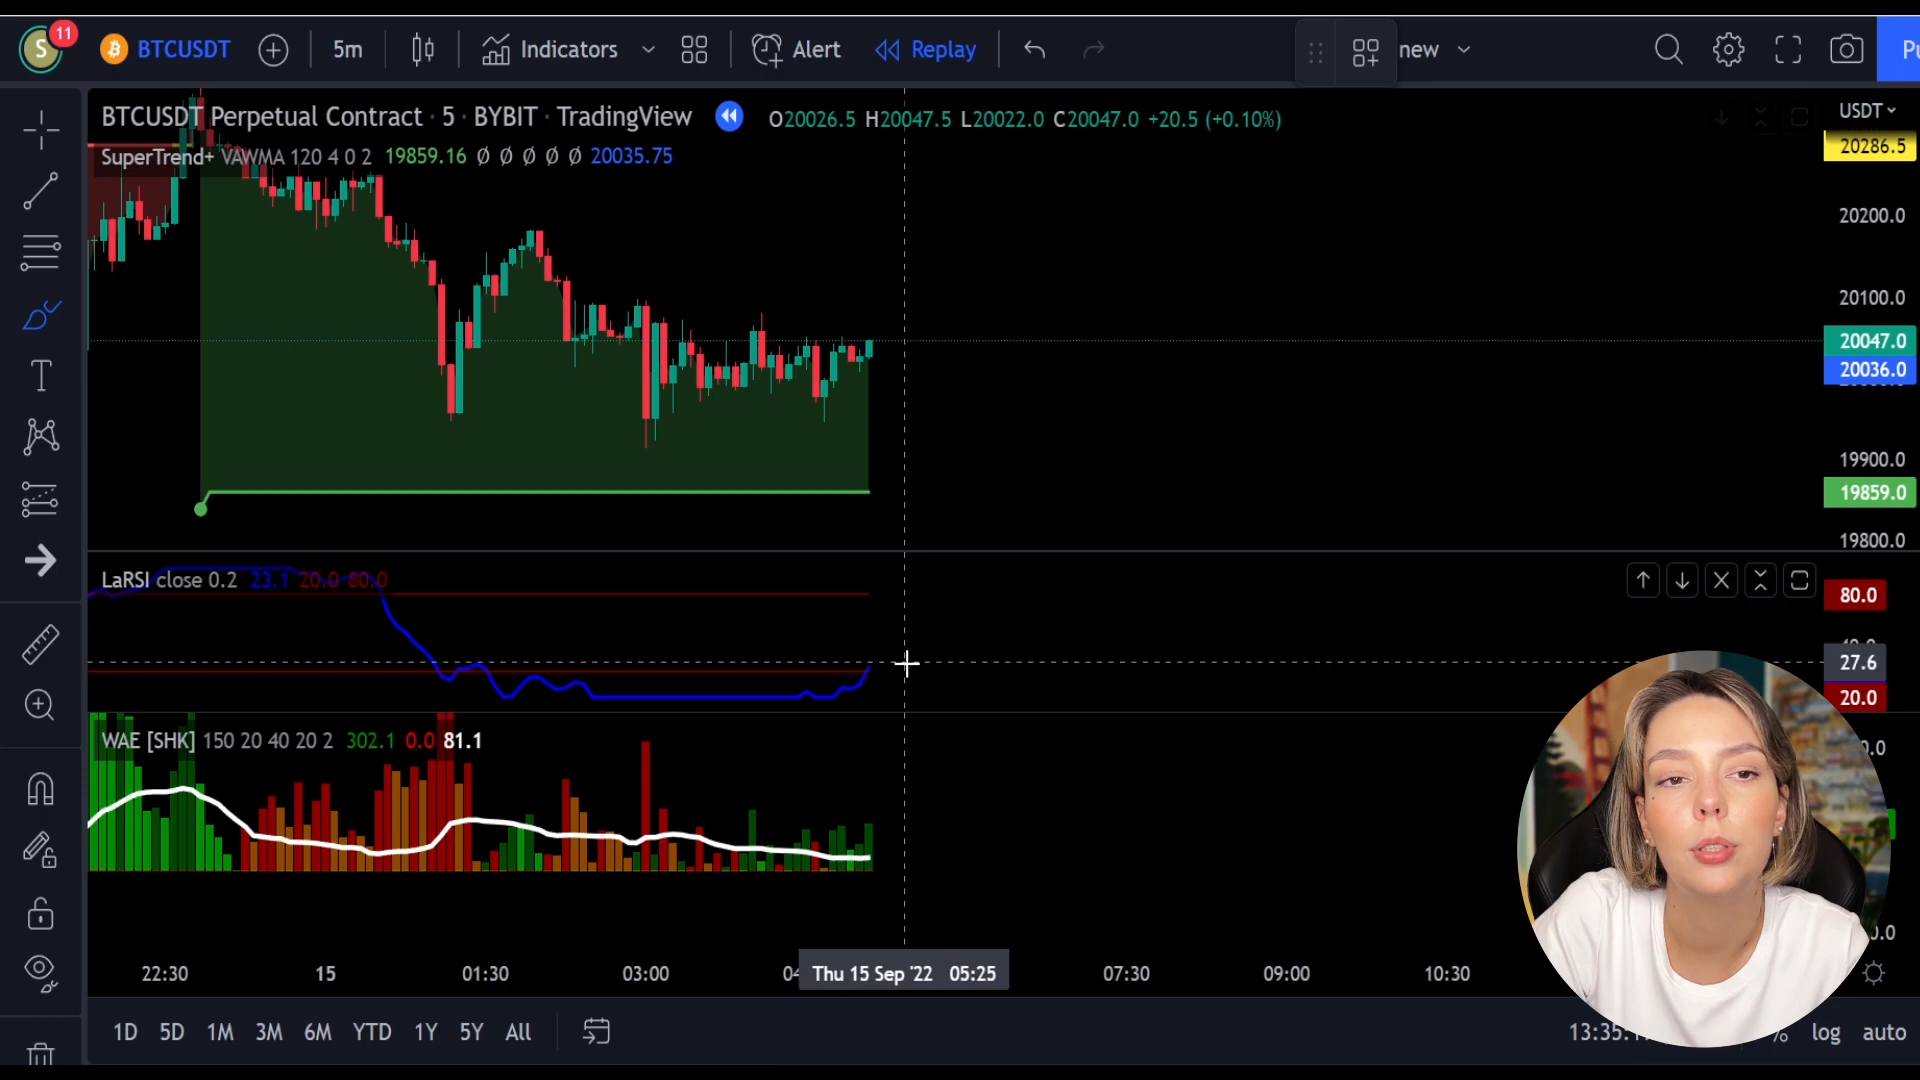 S 11 BTCUSDT 5m Indicators Alert Replay new Pu
BTCUSDT Perpetual Contract · 5 · BYBIT · TradingView O20026.5 H20047.5 L20022.0 C20047.0 +20.5 (+0.10%)
SuperTrend+ VAWMA 120 4 0 2 19859.16 Ø Ø Ø Ø Ø 20035.75
USDT
20286.5
20200.0
20100.0
20047.0
20036.0
19900.0
19859.0
19800.0
LaRSI close 0.2 23.1 20.0 80.0
80.0
27.6
20.0
WAE [SHK] 150 20 40 20 2 302.1 0.0 81.1
22:30 15 01:30 03:00 04 Thu 15 Sep '22 05:25 07:30 09:00 10:30
1D 5D 1M 3M 6M YTD 1Y 5Y All 13:35: % log auto